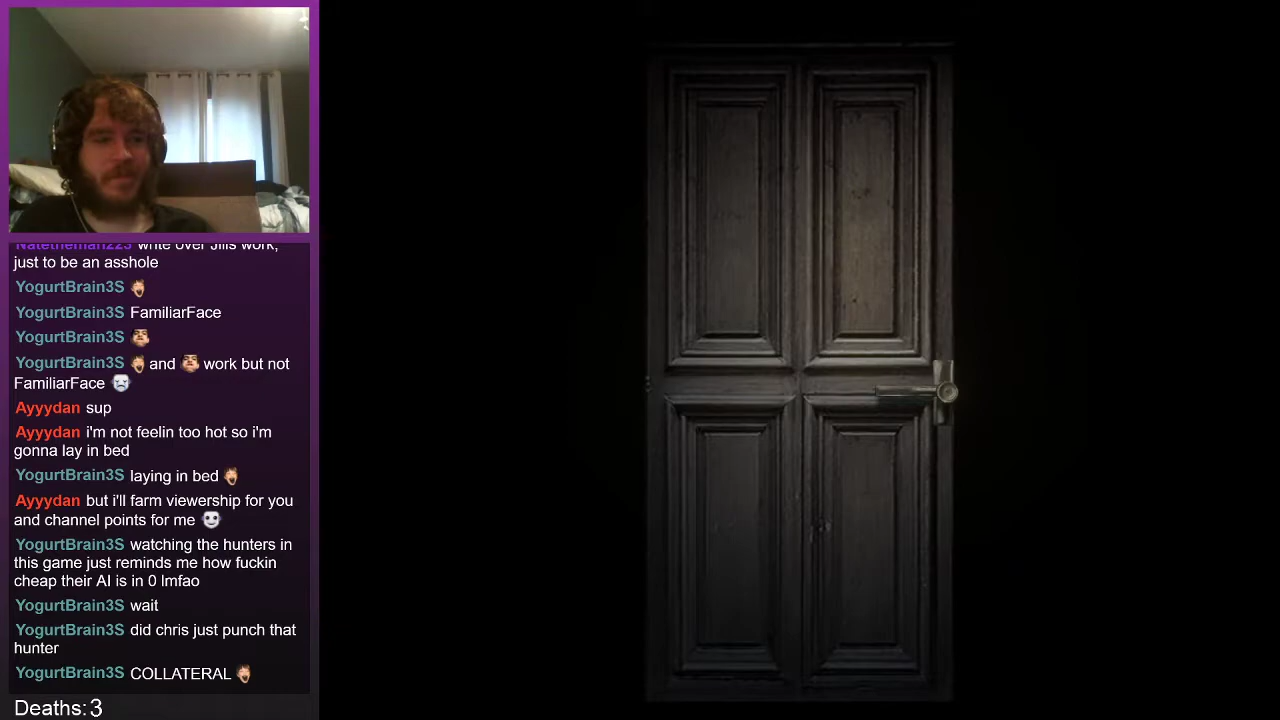 Natetheman223 write over Jills work,
just to be an asshole
YogurtBrain3S
YogurtBrain3S FamiliarFace
YogurtBrain3S
YogurtBrain3S and work but not
FamiliarFace
Ayyydan sup
Ayyydan i'm not feelin too hot so i'm
gonna lay in bed
YogurtBrain3S laying in bed
Ayyydan but i'll farm viewership for you
and channel points for me
YogurtBrain3S watching the hunters in
this game just reminds me how fuckin
cheap their AI is in 0 lmfao
YogurtBrain3S wait
YogurtBrain3S did chris just punch that
hunter
YogurtBrain3S COLLATERAL
Deaths:3